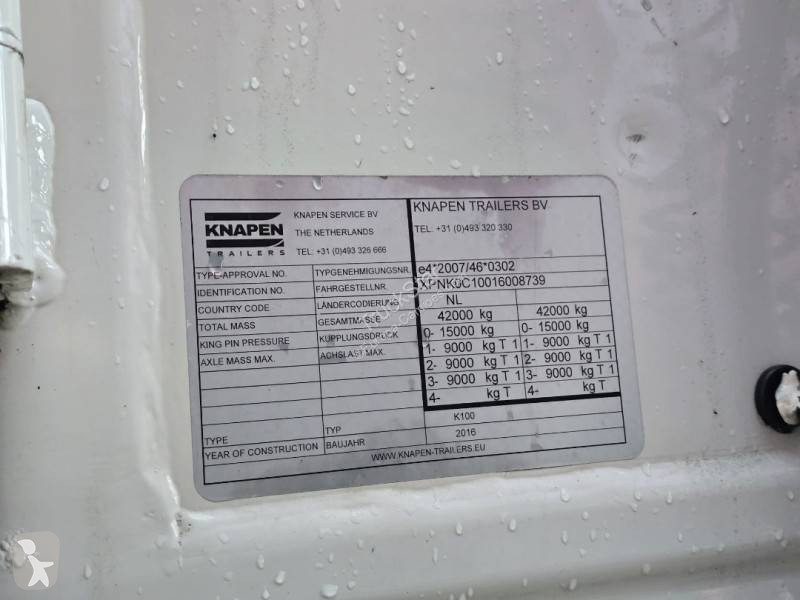 KNAPEN
TRAILERS
KNAPEN SERVICE BV
THE NETHERLANDS
TEL: +31 (0)493 326 666
KNAPEN TRAILERS BV
TEL. +31 (0)493 320 330
TYPE-APPROVAL NO. TYPGENEHMIGUNGSNR. e4*2007/46*0302
IDENTIFICATION NO. FAHRGESTELLNR. XPNK0C10016008739
COUNTRY CODE LÄNDERCODIERUNG NL
TOTAL MASS GESAMTMASSE 42000 kg 42000 kg
KING PIN PRESSURE KUPPLUNGSDRUCK 0- 15000 kg 0- 15000 kg
AXLE MASS MAX. ACHSLAST MAX. 1- 9000 kg T 1 1- 9000 kg T 1
2- 9000 kg T 1 2- 9000 kg T 1
3- 9000 kg T 1 3- 9000 kg T 1
4- kg T 4- kg T
TYPE TYP K100
YEAR OF CONSTRUCTION BAUJAHR 2016
WWW.KNAPEN-TRAILERS.EU